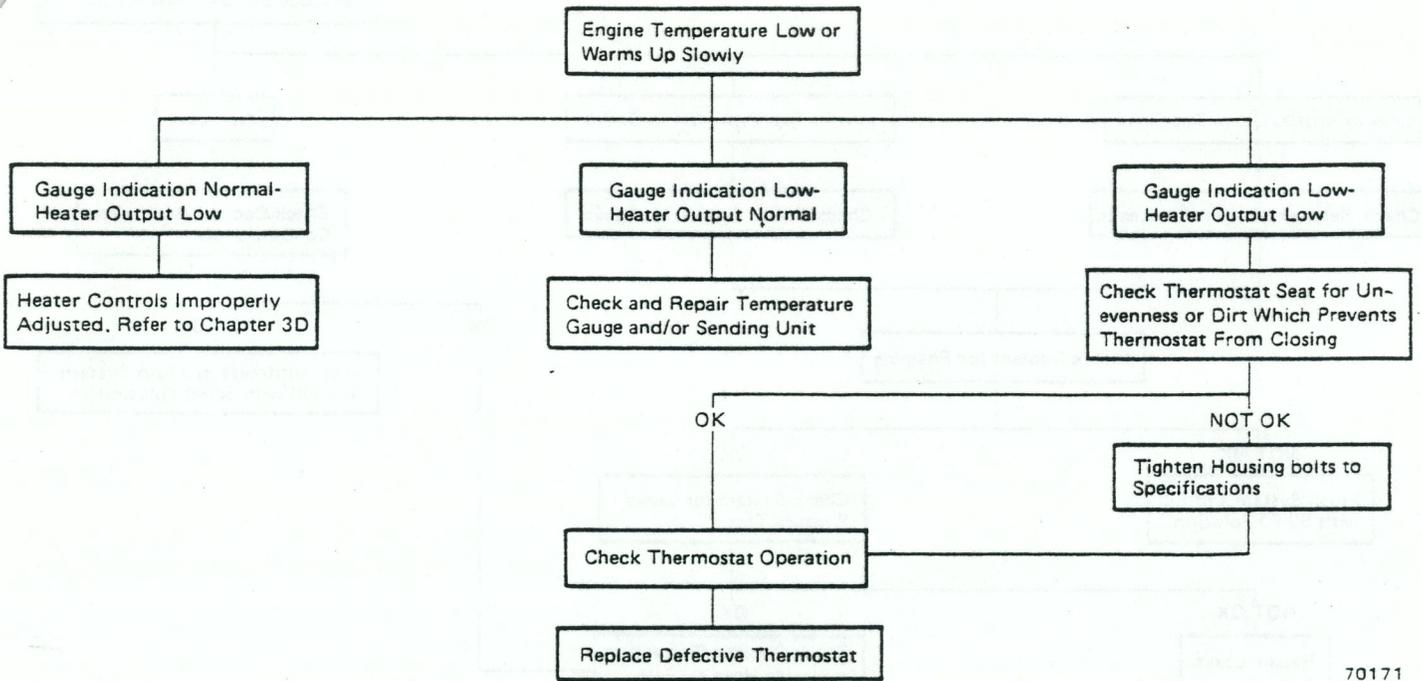 Engine Temperature Low or
Warms Up Slowly
Gauge Indication Normal-
Heater Output Low
Gauge Indication Low-
Heater Output Normal
Gauge Indication Low-
Heater Output Low
Heater Controls Improperly
Adjusted. Refer to Chapter 3D
Check and Repair Temperature
Gauge and/or Sending Unit
Check Thermostat Seat for Un-
evenness or Dirt Which Prevents
Thermostat From Closing
OK
NOT OK
Tighten Housing bolts to
Specifications
Check Thermostat Operation
Replace Defective Thermostat
70171